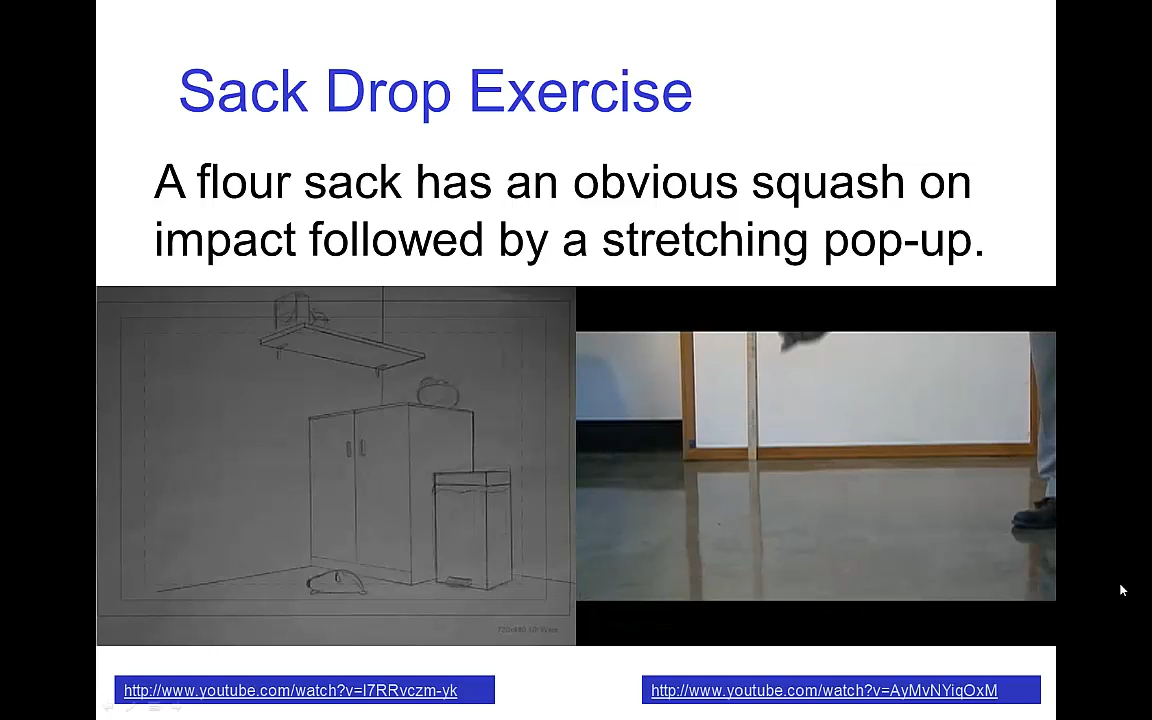 Sack Drop Exercise
A flour sack has an obvious squash on
impact followed by a stretching pop-up.
http://www.youtube.com/watch?v=I7RRvczm-yk
http://www.youtube.com/watch?v=AyMvNYiqOxM